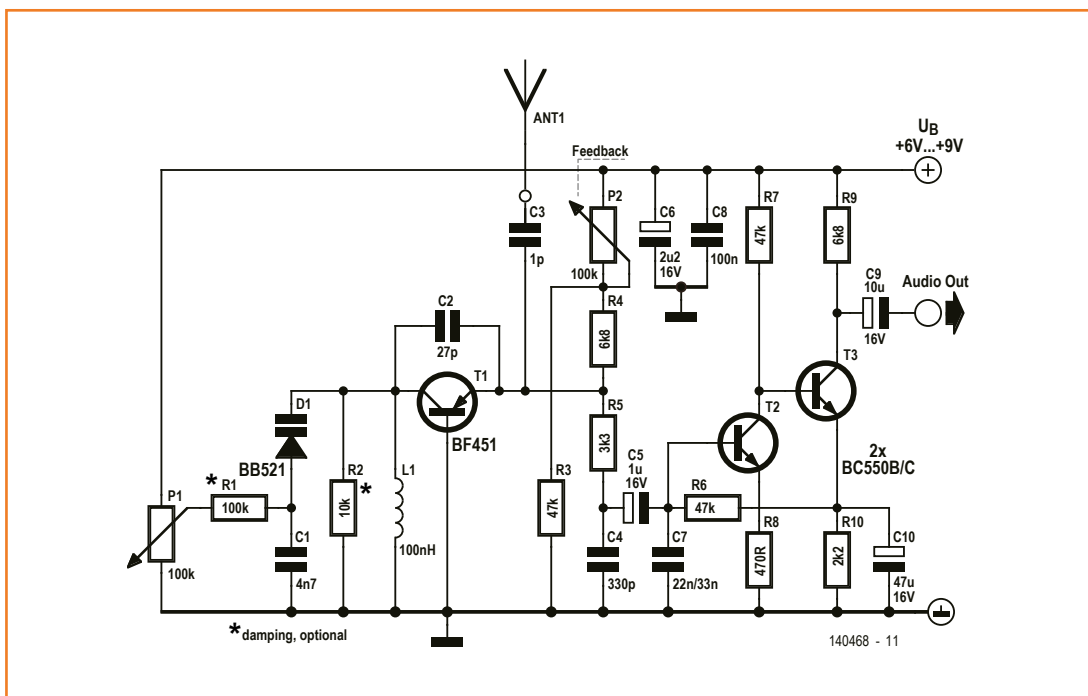 ANT1
UB
+6V...+9V
Feedback
P2
100k
C3
1p
C6
2u2
16V
C8
100n
R7
47k
R9
6k8
C9
10u
16V
Audio Out
C2
27p
R4
6k8
T1
BF451
T3
T2
D1
BB521
R5
3k3
C5
1u
16V
2x
BC550B/C
P1
100k
* R1
100k
R2 *
10k
L1
100nH
R3
47k
R6
47k
C1
4n7
C4
330p
C7
22n/33n
R8
470R
R10
2k2
C10
47u
16V
* damping, optional
140468 - 11